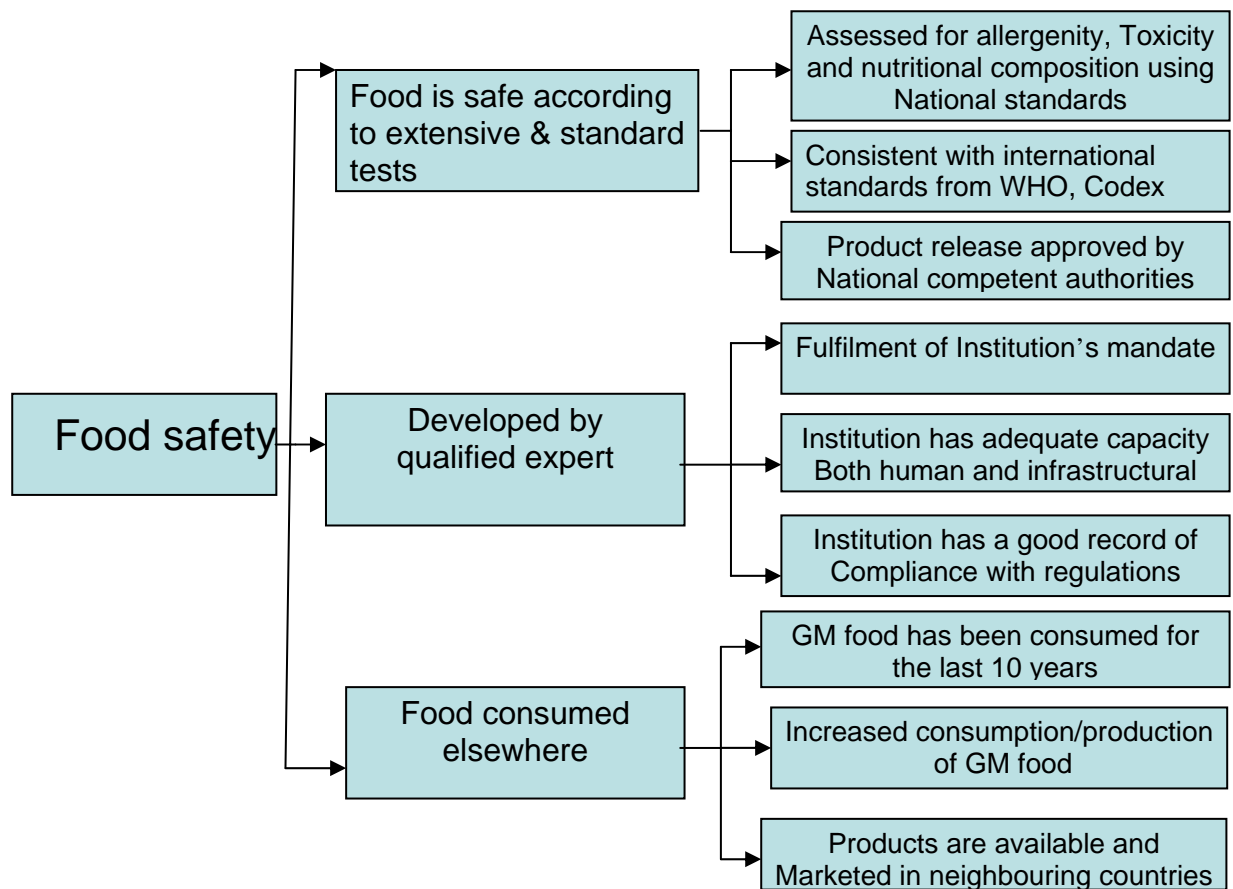 Food safety
Food is safe according
to extensive & standard
tests
Assessed for allergenity, Toxicity
and nutritional composition using
National standards
Consistent with international
standards from WHO, Codex
Product release approved by
National competent authorities
Developed by
qualified expert
Fulfilment of Institution’s mandate
Institution has adequate capacity
Both human and infrastructural
Institution has a good record of
Compliance with regulations
Food consumed
elsewhere
GM food has been consumed for
the last 10 years
Increased consumption/production
of GM food
Products are available and
Marketed in neighbouring countries